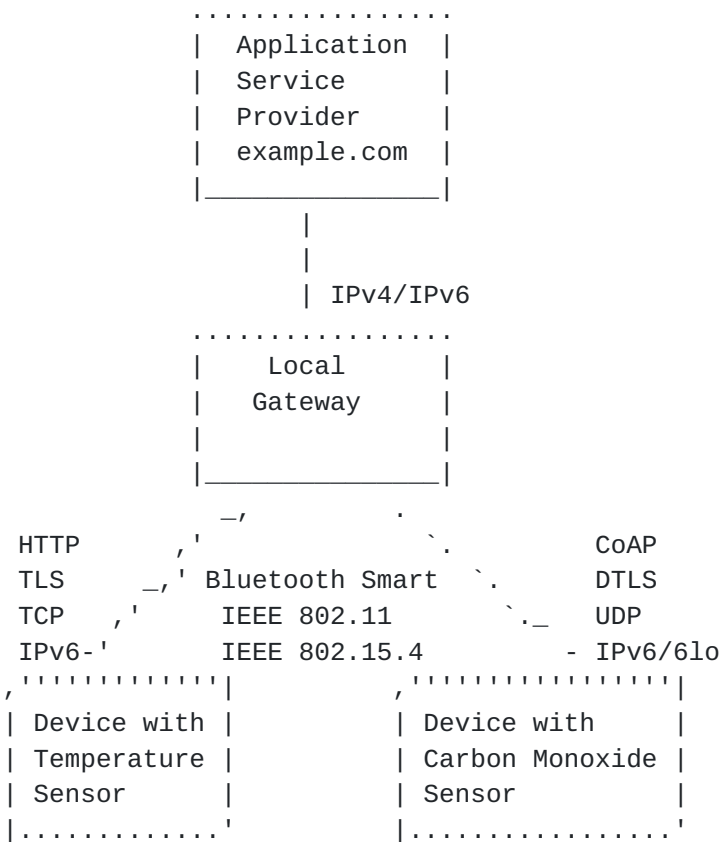 Application
Service
Provider
example.com
IPv4/IPv6
Local
Gateway
HTTP CoAP
TLS Bluetooth Smart DTLS
TCP IEEE 802.11 UDP
IPv6 IEEE 802.15.4 IPv6/6lo
Device with Device with
Temperature Carbon Monoxide
Sensor Sensor